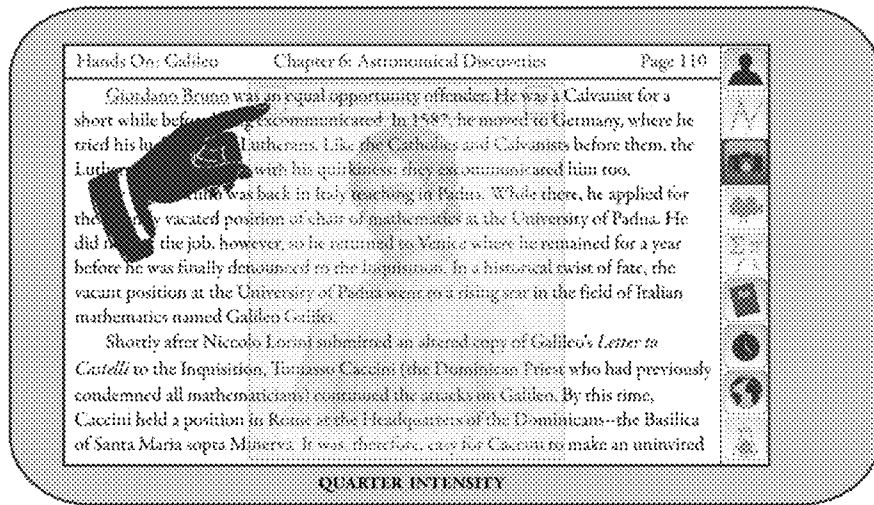 Hands On: Galileo Chapter 6: Astronomical Discoveries Page 110
Giordano Bruno was an equal opportunity offender. He was a Calvanist for a
short while before being excommunicated. In 158?, he moved to Germany, where he
tried his Lutherans. Like the Catholics and Calvanists before them, the
with his quirkiness: they excommunicated him too.
was back in Italy teaching in Padua. While there, he applied for
the vacated position of chair of mathematics at the University of Padua. He
did the job, however, so he returned to Venice where he remained for a year
before he was finally denounced to the Inquisition. In a historical twist of fate, the
vacant position at the University of Padua went to a rising star in the field of Italian
mathematics named Galileo Galilei.
Shortly after Niccolo Lorini submitted an altered copy of Galileo's Letter to
Castelli to the Inquisition, Tomasso Caccini (the Dominican Priest who had previously
condemned all mathematicians) continued the attacks on Galileo. By this time,
Caccini held a position in Rome at the Headquarters of the Dominicans--the Basilica
of Santa Maria sopra Minerva. It was, therefore, easy for Caccini to make an uninvited
QUARTER INTENSITY